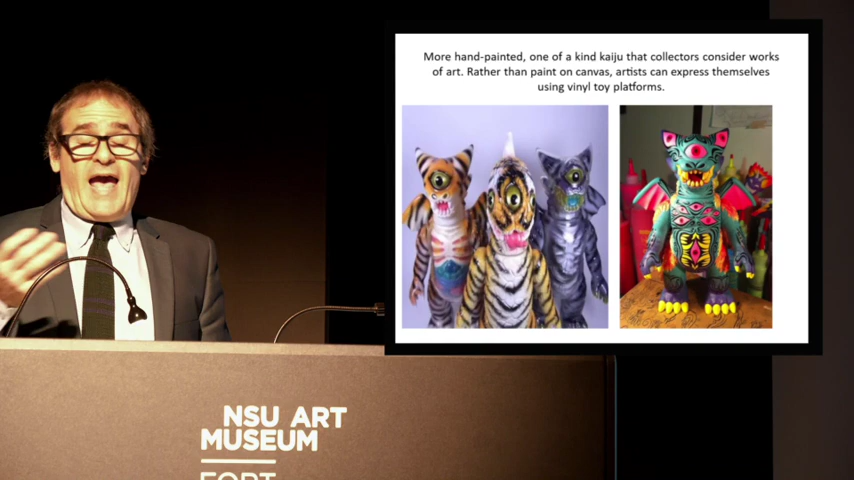 More hand-painted, one of a kind kaiju that collectors consider works
of art. Rather than paint on canvas, artists can express themselves
using vinyl toy platforms.
NSU ART
MUSEUM
FORT